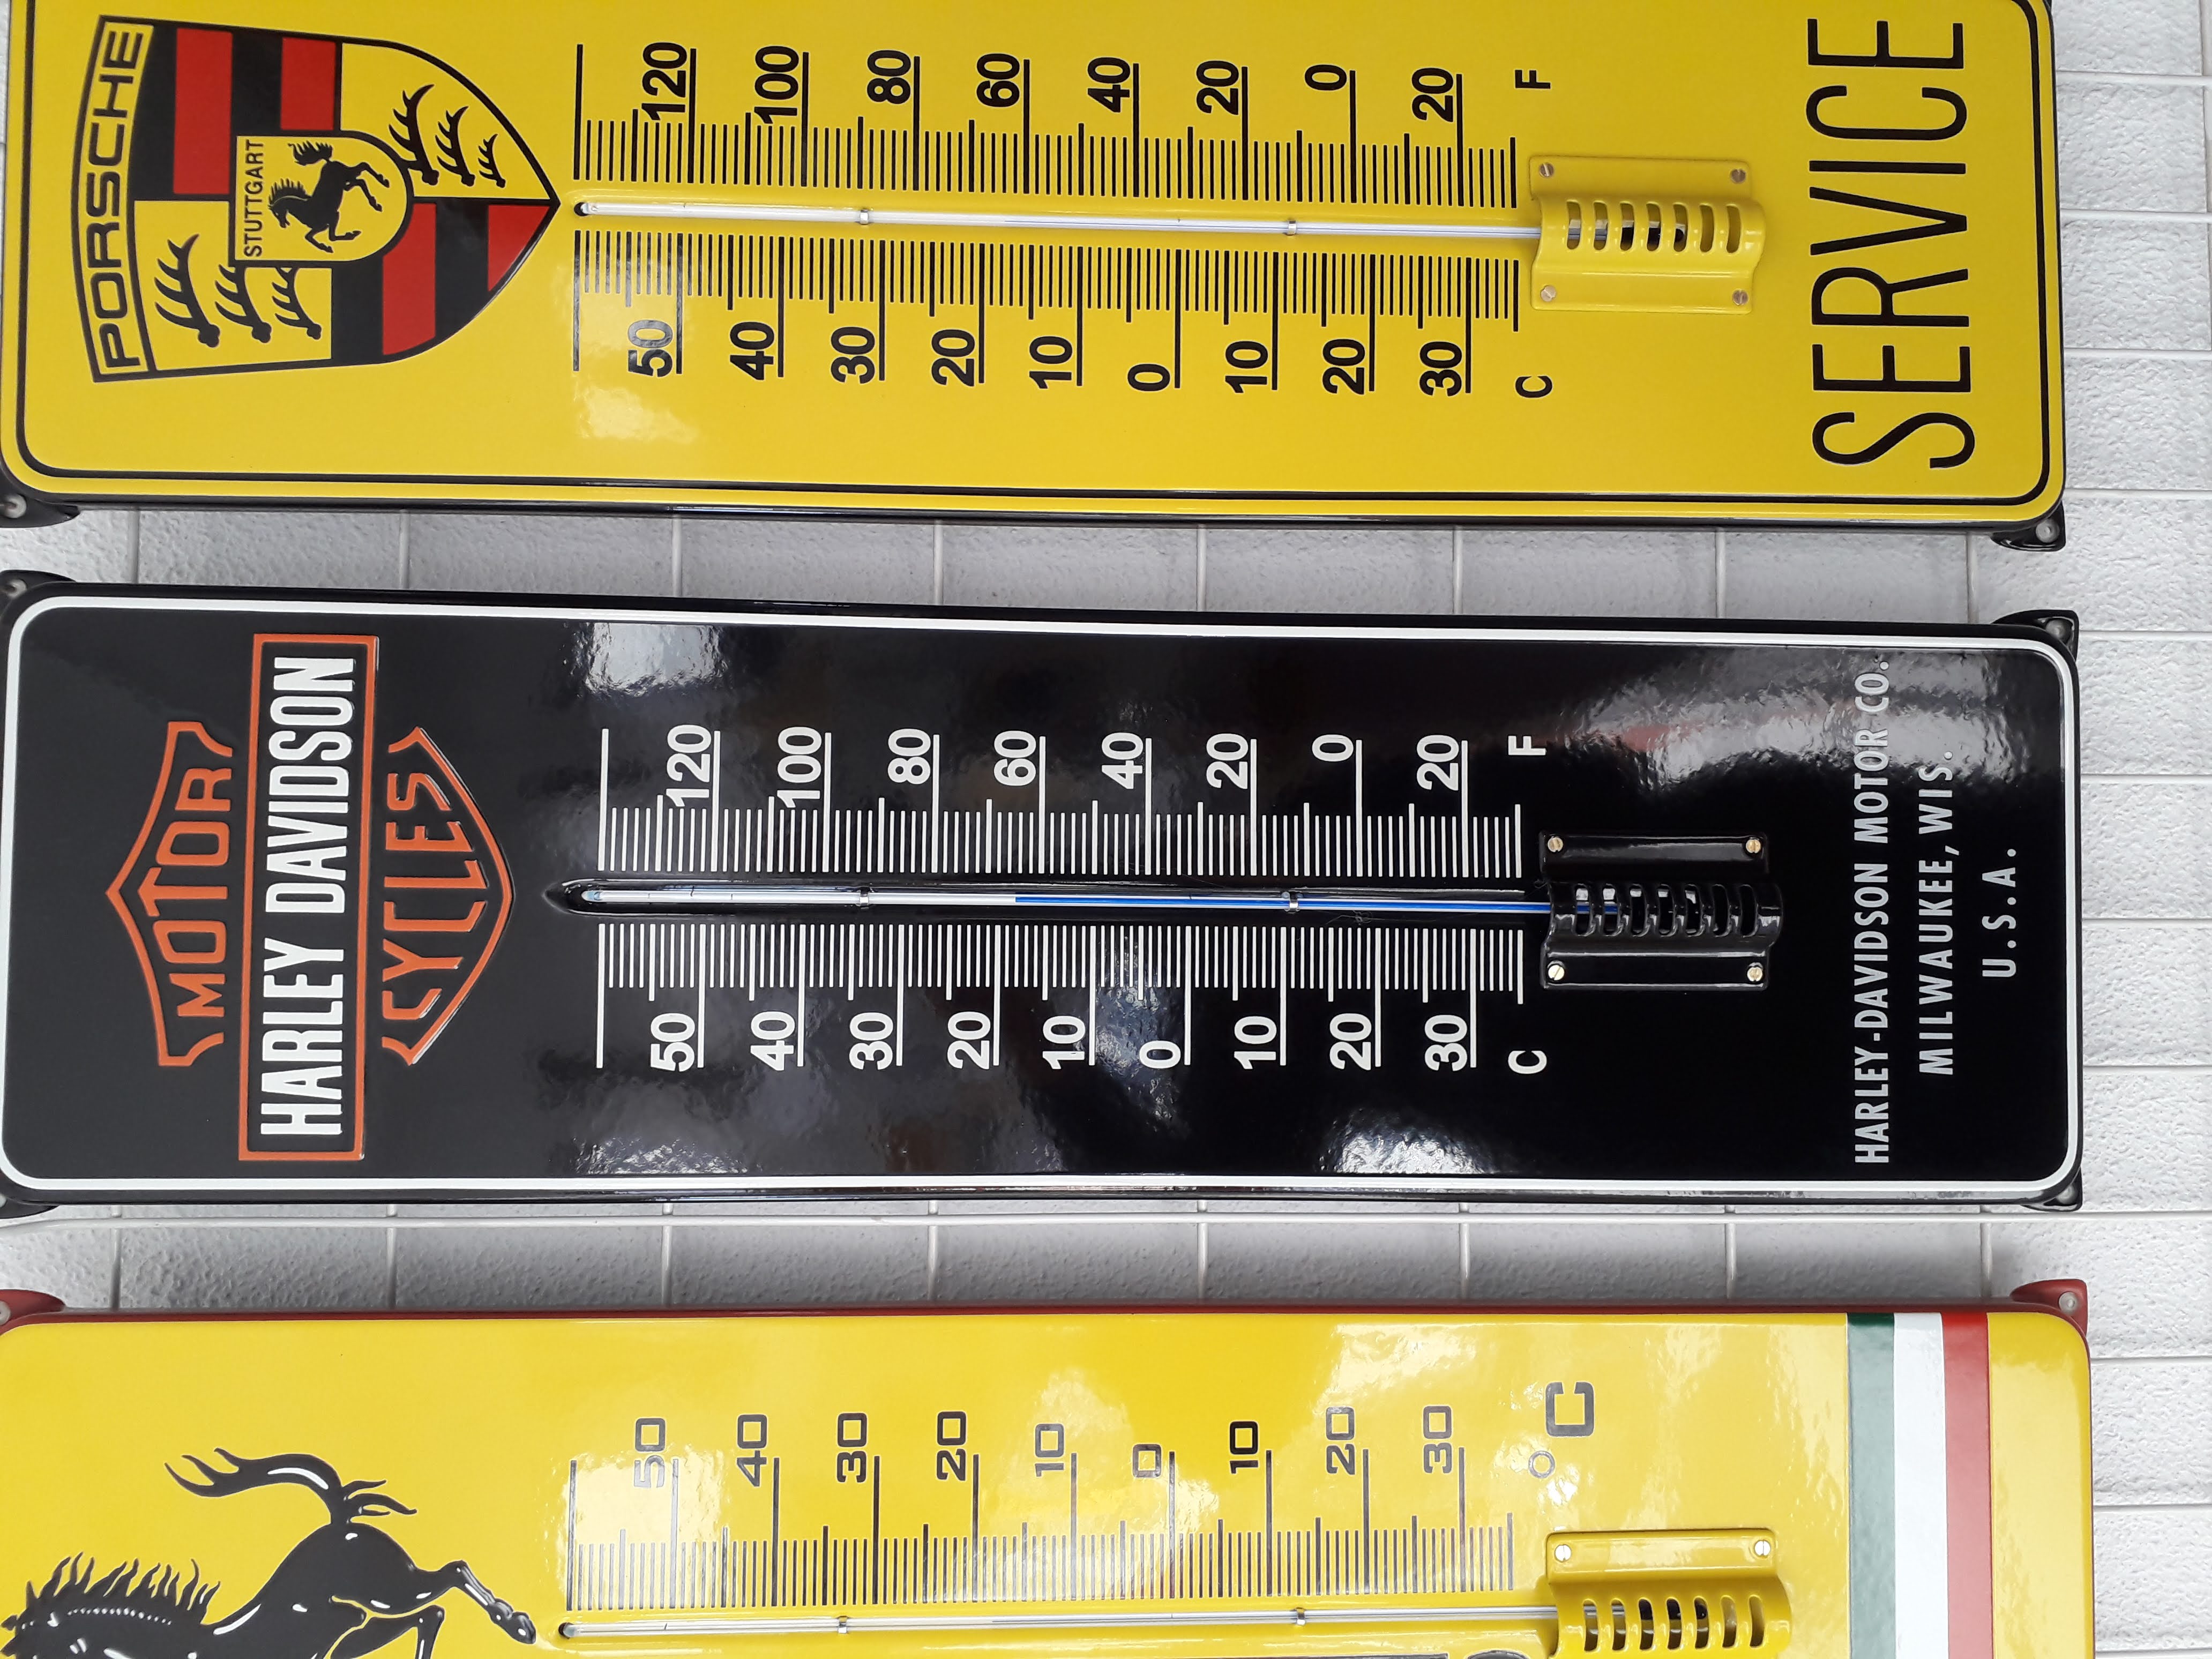 PORSCHE
STUTTGART
50 120
40 100
30 80
20 60
10 40
0 20
10 0
20 20
30
C F
SERVICE
MOTOR
HARLEY DAVIDSON
CYCLES
50 120
40 100
30 80
20 60
10 40
0 20
10 0
20 20
30
C F
HARLEY-DAVIDSON MOTOR CO.
MILWAUKEE, WIS.
U.S.A.
50
40
30
20
10
0
10
20
30
°C